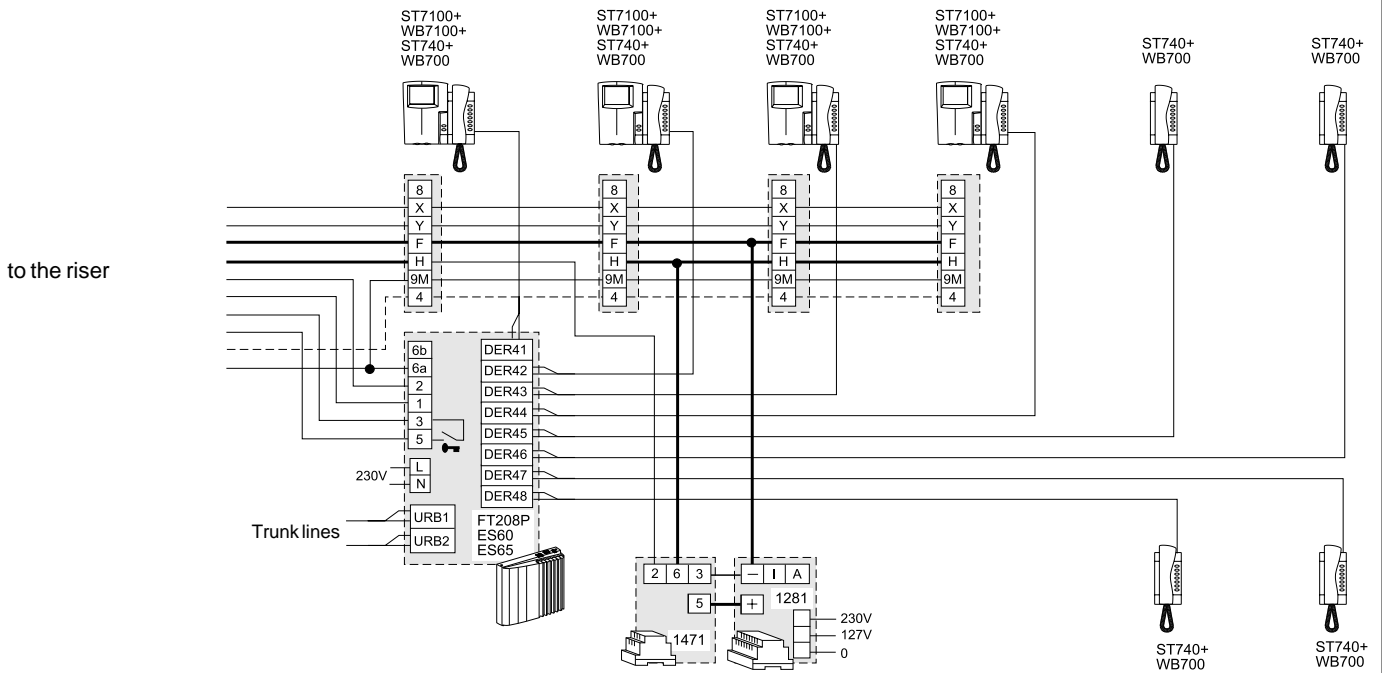 ST7100+
WB7100+
ST740+
WB700
ST7100+
WB7100+
ST740+
WB700
ST7100+
WB7100+
ST740+
WB700
ST7100+
WB7100+
ST740+
WB700
ST740+
WB700
ST740+
WB700
8
X
Y
F
H
9M
4
8
X
Y
F
H
9M
4
8
X
Y
F
H
9M
4
8
X
Y
F
H
9M
4
to the riser
6b
6a
2
1
3
5
L
N
230V
URB1
URB2
Trunk lines
DER41
DER42
DER43
DER44
DER45
DER46
DER47
DER48
FT208P
ES60
ES65
2 6 3
5
1471
– I A
+ 1281
230V
127V
0
ST740+
WB700
ST740+
WB700